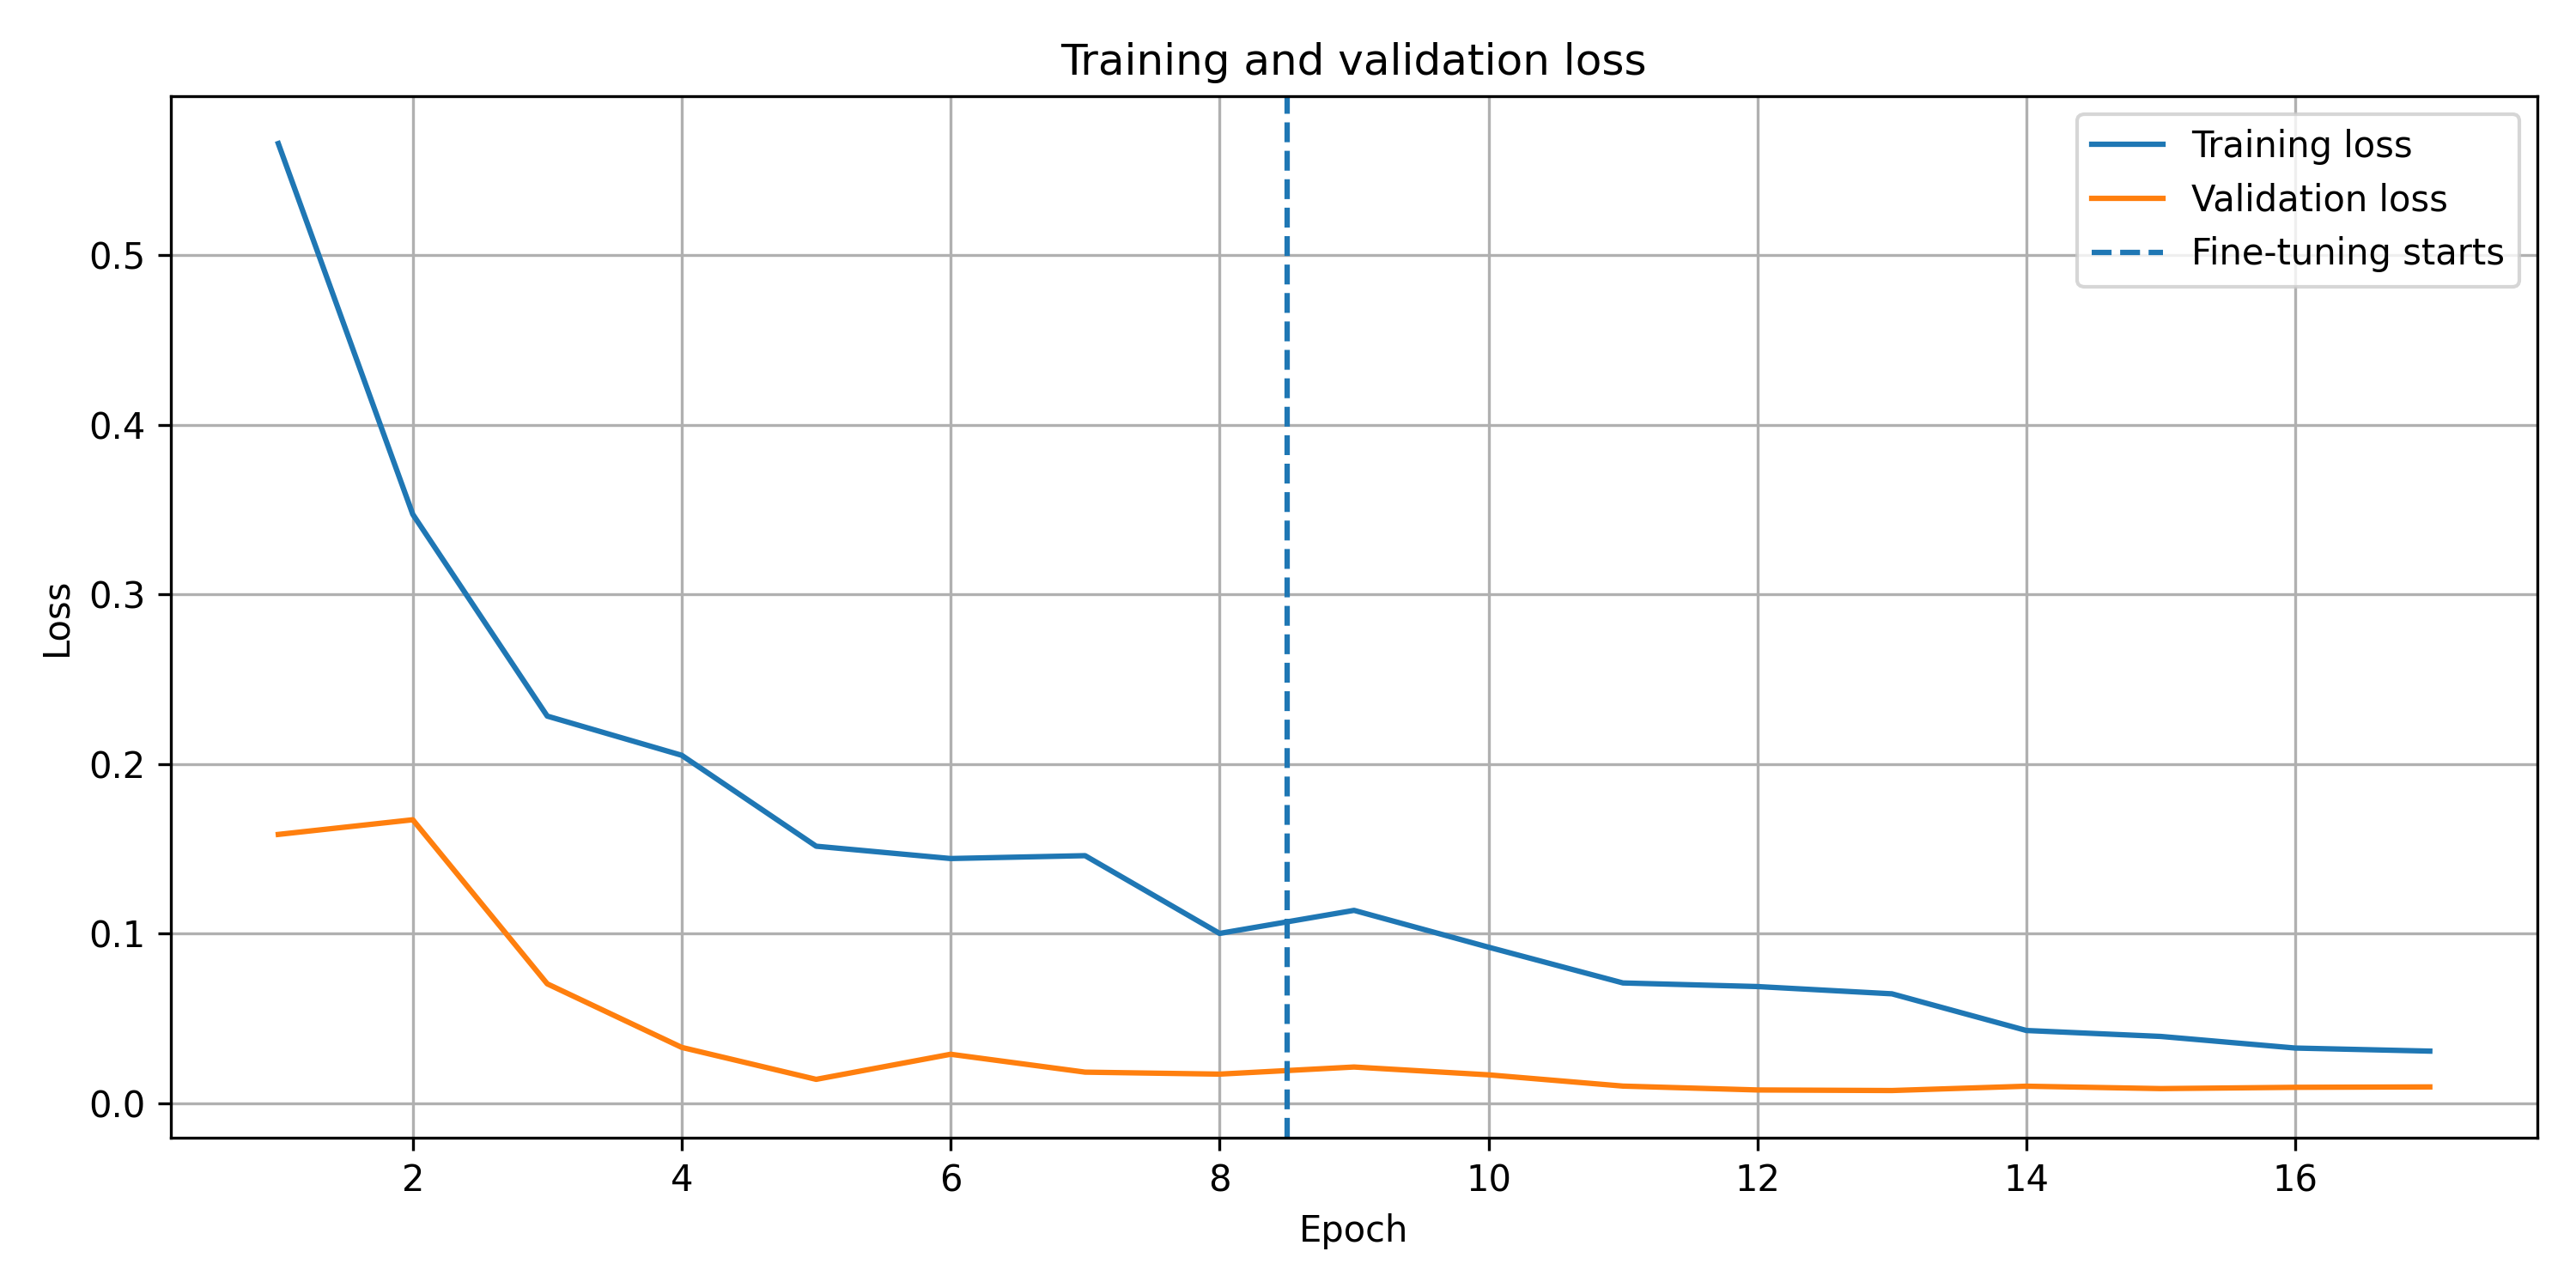 Training and validation loss
Training loss
Validation loss
Fine-tuning starts
Loss
0.5
0.4
0.3
0.2
0.1
0.0
2 4 6 8 10 12 14 16
Epoch